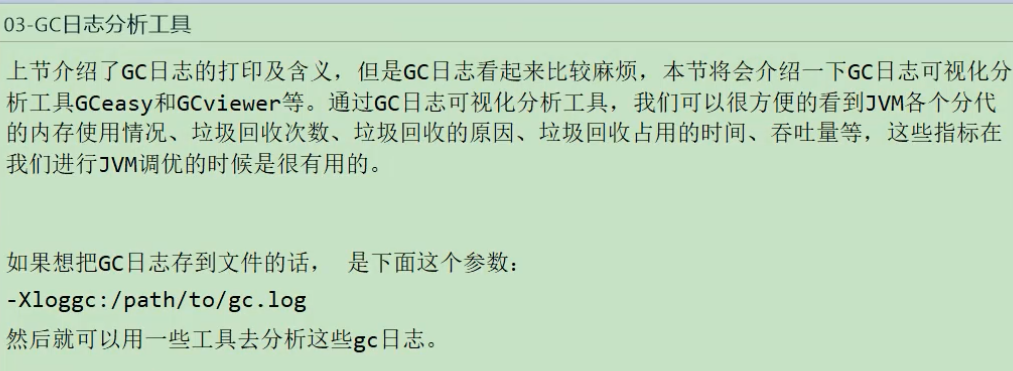 03-GC日志分析工具
上节介绍了GC日志的打印及含义，但是GC日志看起来比较麻烦，本节将会介绍一下GC日志可视化分
析工具GCeasy和GCviewer等。通过GC日志可视化分析工具，我们可以很方便的看到JVM各个分代
的内存使用情况、垃圾回收次数、垃圾回收的原因、垃圾回收占用的时间、吞吐量等，这些指标在
我们进行JVM调优的时候是很有用的。
如果想把GC日志存到文件的话， 是下面这个参数：
-Xloggc:/path/to/gc.log
然后就可以用一些工具去分析这些gc日志。